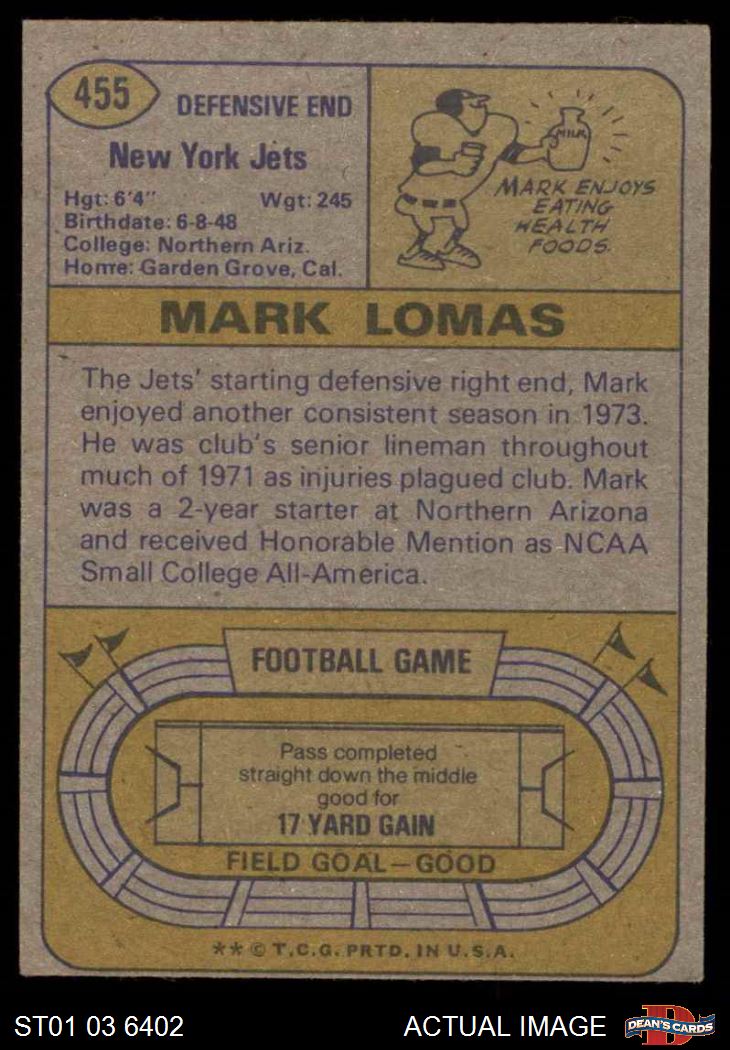 455
DEFENSIVE END
New York Jets
Hgt: 6'4" Wgt: 245
Birthdate: 6-8-48
College: Northern Ariz.
Home: Garden Grove, Cal.
MILK
MARK ENJOYS
EATING
HEALTH
FOODS.
MARK LOMAS
The Jets' starting defensive right end, Mark
enjoyed another consistent season in 1973.
He was club's senior lineman throughout
much of 1971 as injuries plagued club. Mark
was a 2-year starter at Northern Arizona
and received Honorable Mention as NCAA
Small College All-America.
FOOTBALL GAME
Pass completed
straight down the middle
good for
17 YARD GAIN
FIELD GOAL—GOOD
** © T.C.G. PRTD. IN U.S.A.
ST01 03 6402 ACTUAL IMAGE
D
DEAN'S CARDS